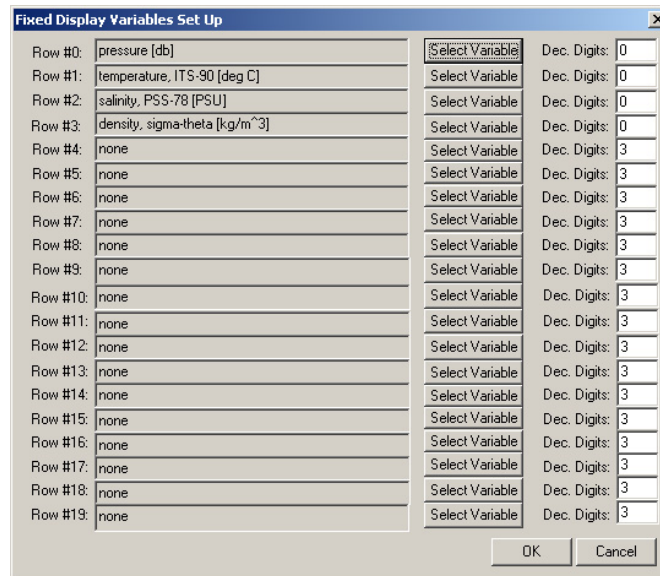 Fixed Display Variables Set Up
Row #0: pressure [db] Select Variable Dec. Digits: 0
Row #1: temperature, ITS-90 [deg C] Select Variable Dec. Digits: 0
Row #2: salinity, PSS-78 [PSU] Select Variable Dec. Digits: 0
Row #3: density, sigma-theta [kg/m^3] Select Variable Dec. Digits: 0
Row #4: none Select Variable Dec. Digits: 3
Row #5: none Select Variable Dec. Digits: 3
Row #6: none Select Variable Dec. Digits: 3
Row #7: none Select Variable Dec. Digits: 3
Row #8: none Select Variable Dec. Digits: 3
Row #9: none Select Variable Dec. Digits: 3
Row #10: none Select Variable Dec. Digits: 3
Row #11: none Select Variable Dec. Digits: 3
Row #12: none Select Variable Dec. Digits: 3
Row #13: none Select Variable Dec. Digits: 3
Row #14: none Select Variable Dec. Digits: 3
Row #15: none Select Variable Dec. Digits: 3
Row #16: none Select Variable Dec. Digits: 3
Row #17: none Select Variable Dec. Digits: 3
Row #18: none Select Variable Dec. Digits: 3
Row #19: none Select Variable Dec. Digits: 3
OK Cancel